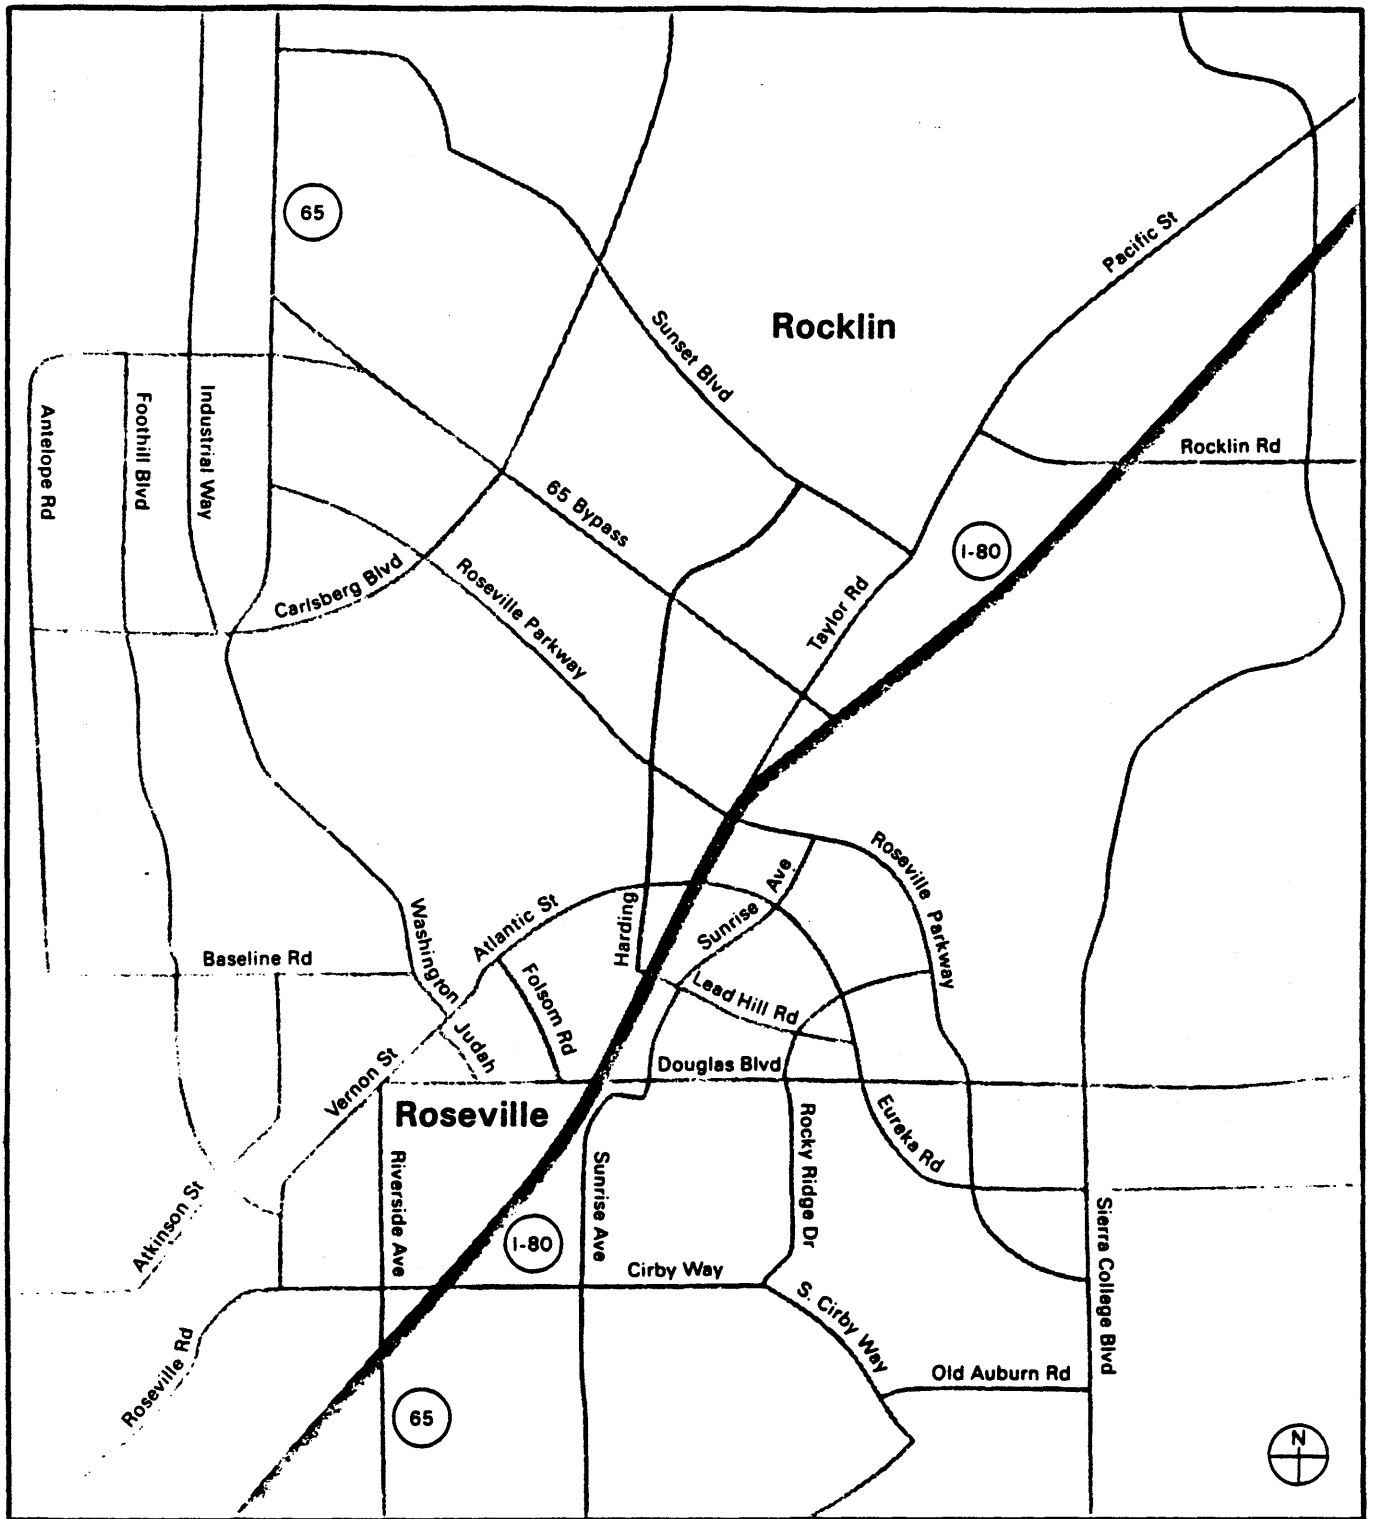 65
Pacific St
Rocklin
Sunset Blvd
Antelope Rd
Foothill Blvd
Industrial Way
Rocklin Rd
65 Bypass
I-80
Carlsberg Blvd
Roseville Parkway
Taylor Rd
Roseville Parkway
Sunrise Ave
Harding
Atlantic St
Washington
Baseline Rd
Folsom Rd
Lead Hill Rd
Judah
Vernon St
Douglas Blvd
Roseville
Eureka Rd
Rocky Ridge Dr
Riverside Ave
Sunrise Ave
Atkinson St
I-80
Cirby Way
S. Cirby Way
Sierra College Blvd
Roseville Rd
Old Auburn Rd
65
N